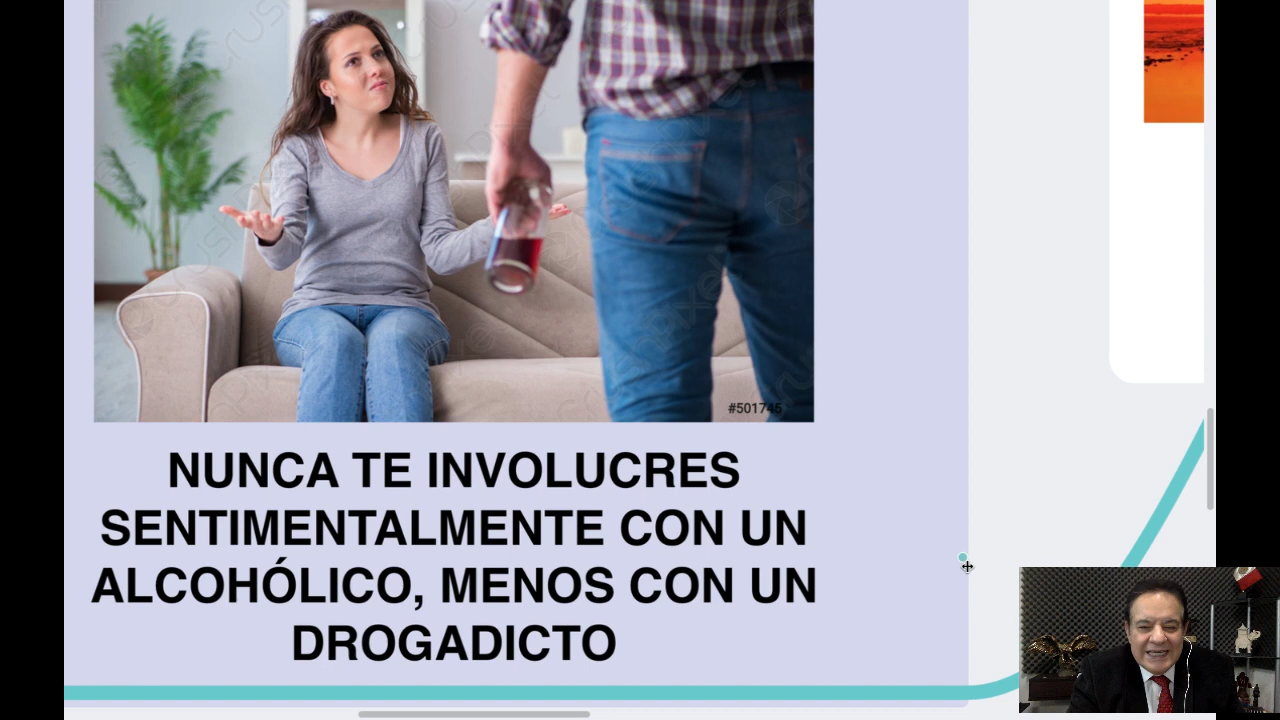 #501745
NUNCA TE INVOLUCRES
SENTIMENTALMENTE CON UN
ALCOHÓLICO, MENOS CON UN
DROGADICTO